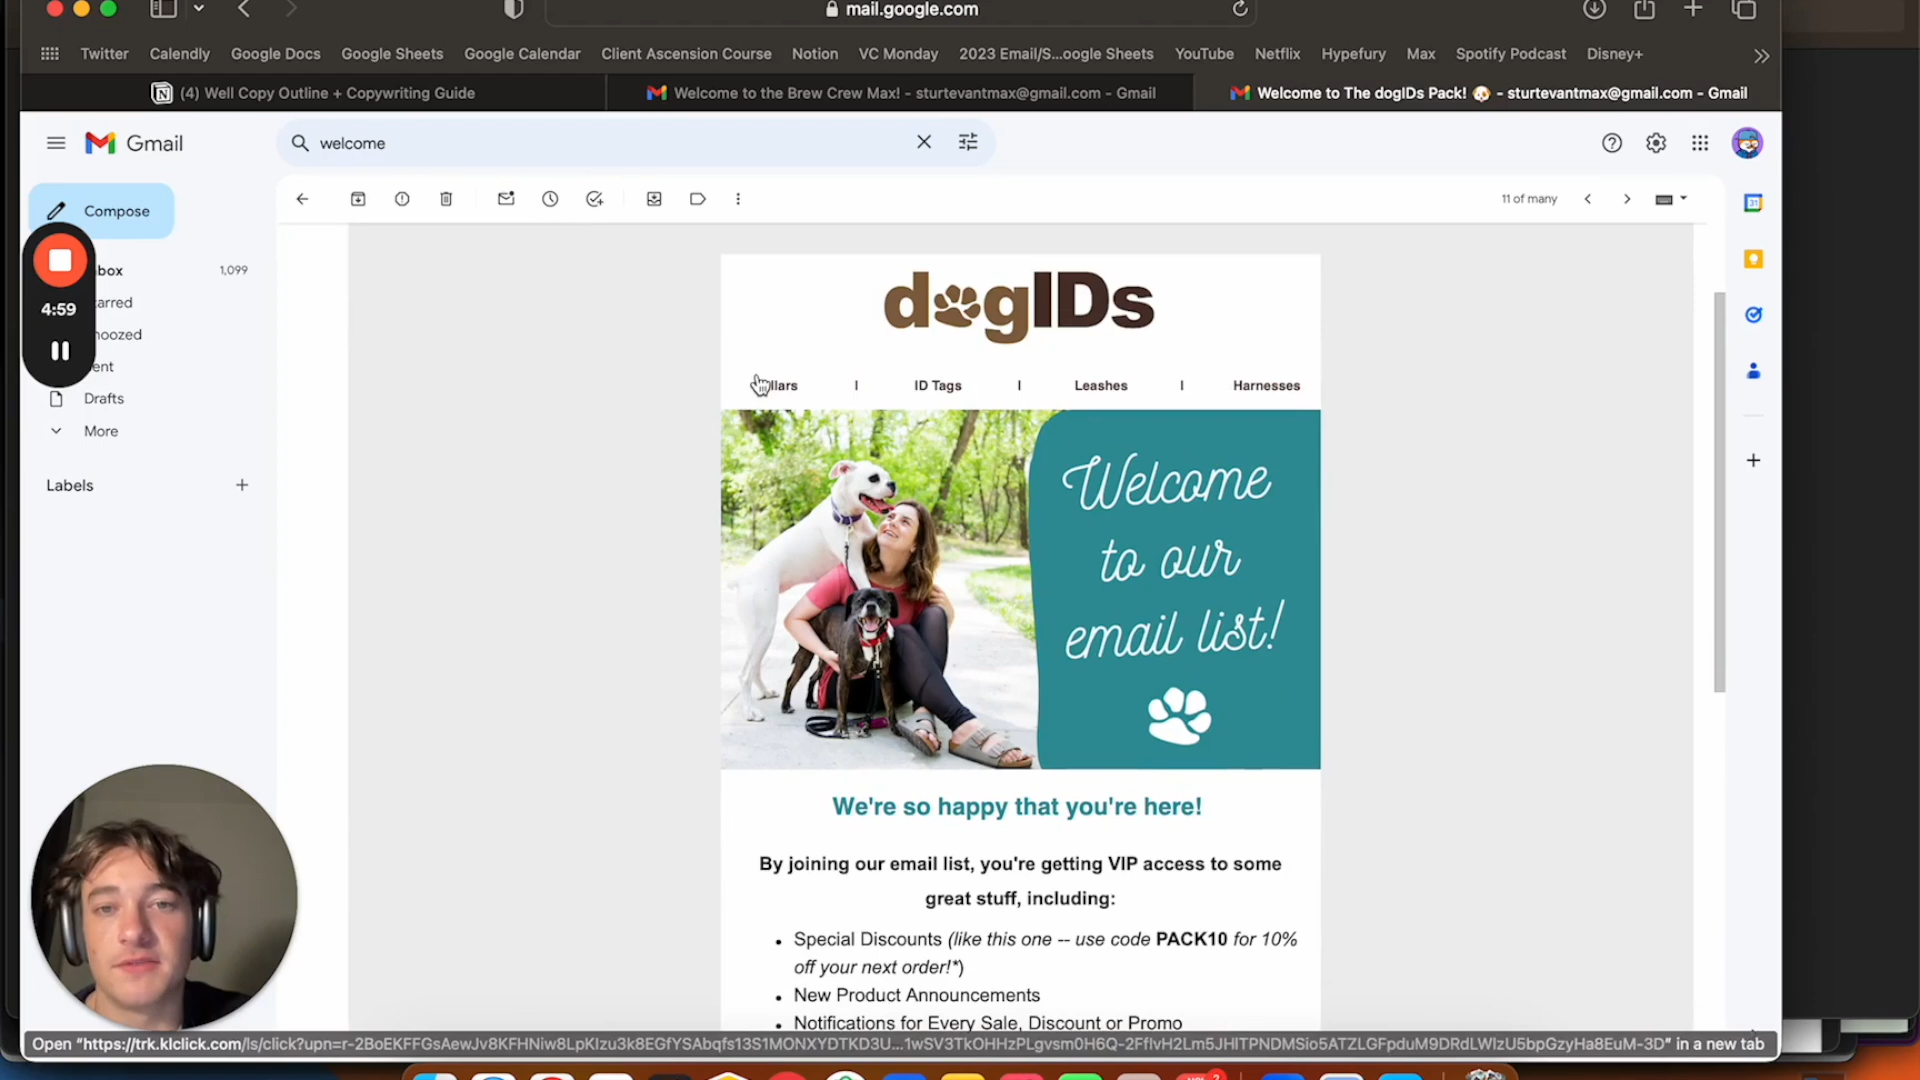 mail.google.com
Twitter Calendly Google Docs Google Sheets Google Calendar Client Ascension Course Notion VC Monday 2023 Email/S...oogle Sheets YouTube Netflix Hypefury Max Spotify Podcast Disney+
(4) Well Copy Outline + Copywriting Guide
Welcome to the Brew Crew Max! - sturtevantmax@gmail.com - Gmail
Welcome to The dogIDs Pack! 🐶 - sturtevantmax@gmail.com - Gmail
Gmail
welcome
Compose
11 of many
31
4:59
box 1,099
arred
noozed
ent
Drafts
More
Labels
dogIDs
llars I ID Tags I Leashes I Harnesses
Welcome
to our
email list!
We're so happy that you're here!
By joining our email list, you're getting VIP access to some
great stuff, including:
• Special Discounts (like this one -- use code PACK10 for 10%
off your next order!*)
• New Product Announcements
• Notifications for Every Sale, Discount or Promo